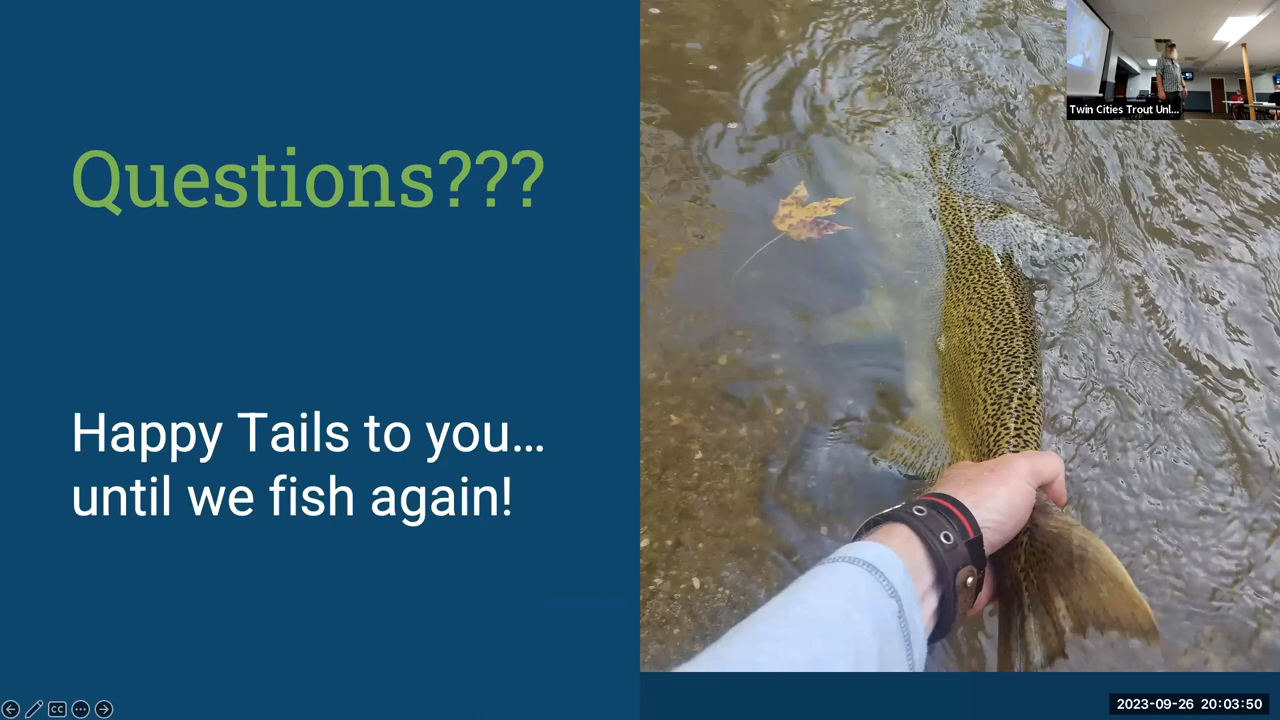 Questions???
Happy Tails to you...
until we fish again!
Twin Cities Trout Unl...
CC
2023-09-26 20:03:50